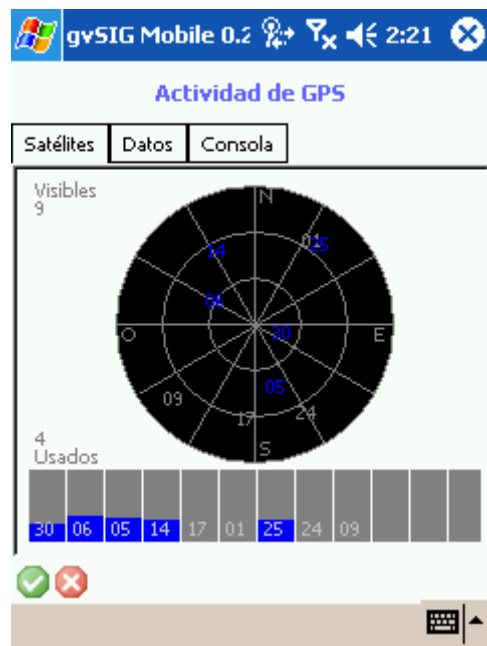 gvSIG Mobile 0.2 2:21
Actividad de GPS
Satélites Datos Consola
Visibles
9
N
14 01 25
06
O 30 E
05
09
17 24
S
4
Usados
30 06 05 14 17 01 25 24 09